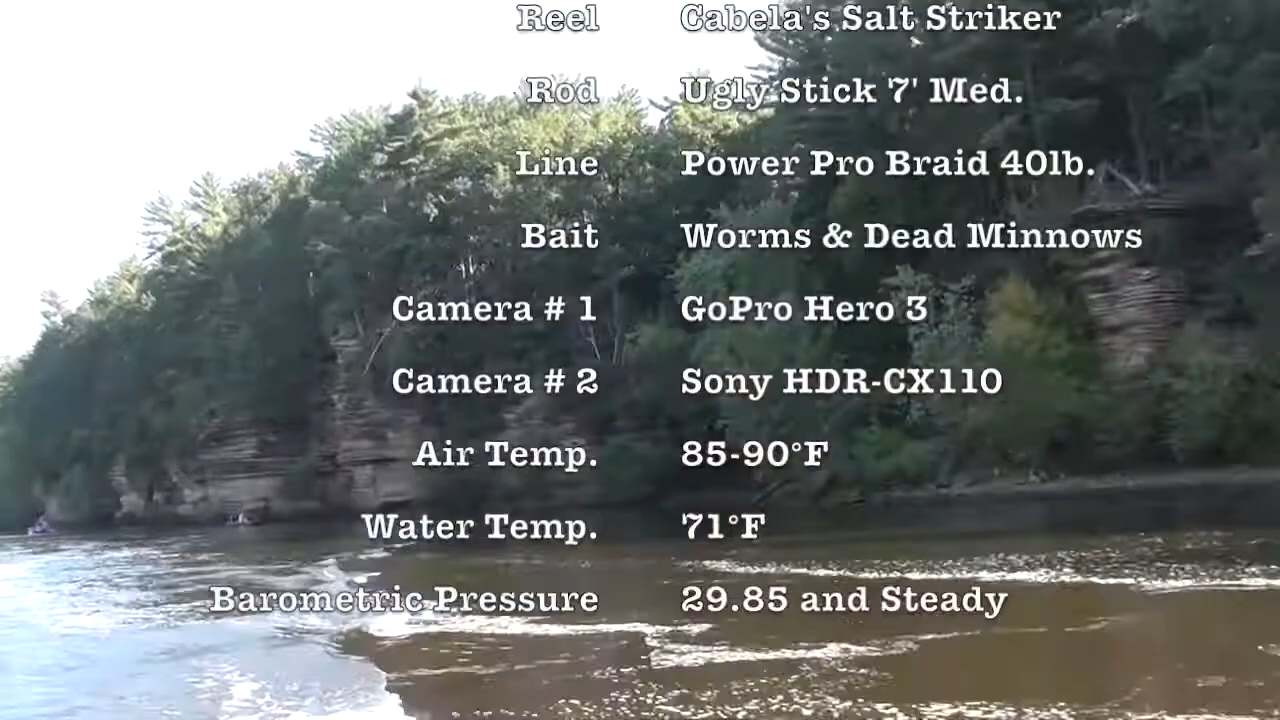 Reel Cabela's Salt Striker
Rod Ugly Stick 7' Med.
Line Power Pro Braid 40lb.
Bait Worms & Dead Minnows
Camera # 1 GoPro Hero 3
Camera # 2 Sony HDR-CX110
Air Temp. 85-90°F
Water Temp. 71°F
Barometric Pressure 29.85 and Steady